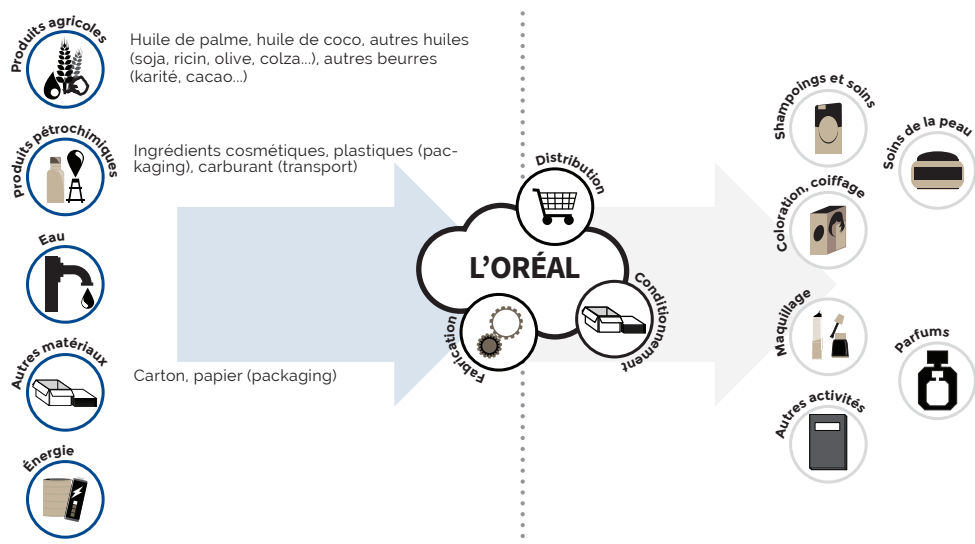 Produits agricoles
Huile de palme, huile de coco, autres huiles
(soja, ricin, olive, colza...), autres beurres
(karité, cacao...)
Produits pétrochimiques
Ingrédients cosmétiques, plastiques (pac-
kaging), carburant (transport)
Eau
Autres matériaux
Carton, papier (packaging)
Énergie
Distribution
L'ORÉAL
Fabrication
Conditionnement
Shampoings et soins
Soins de la peau
Coloration, coiffage
Maquillage
Parfums
Autres activités